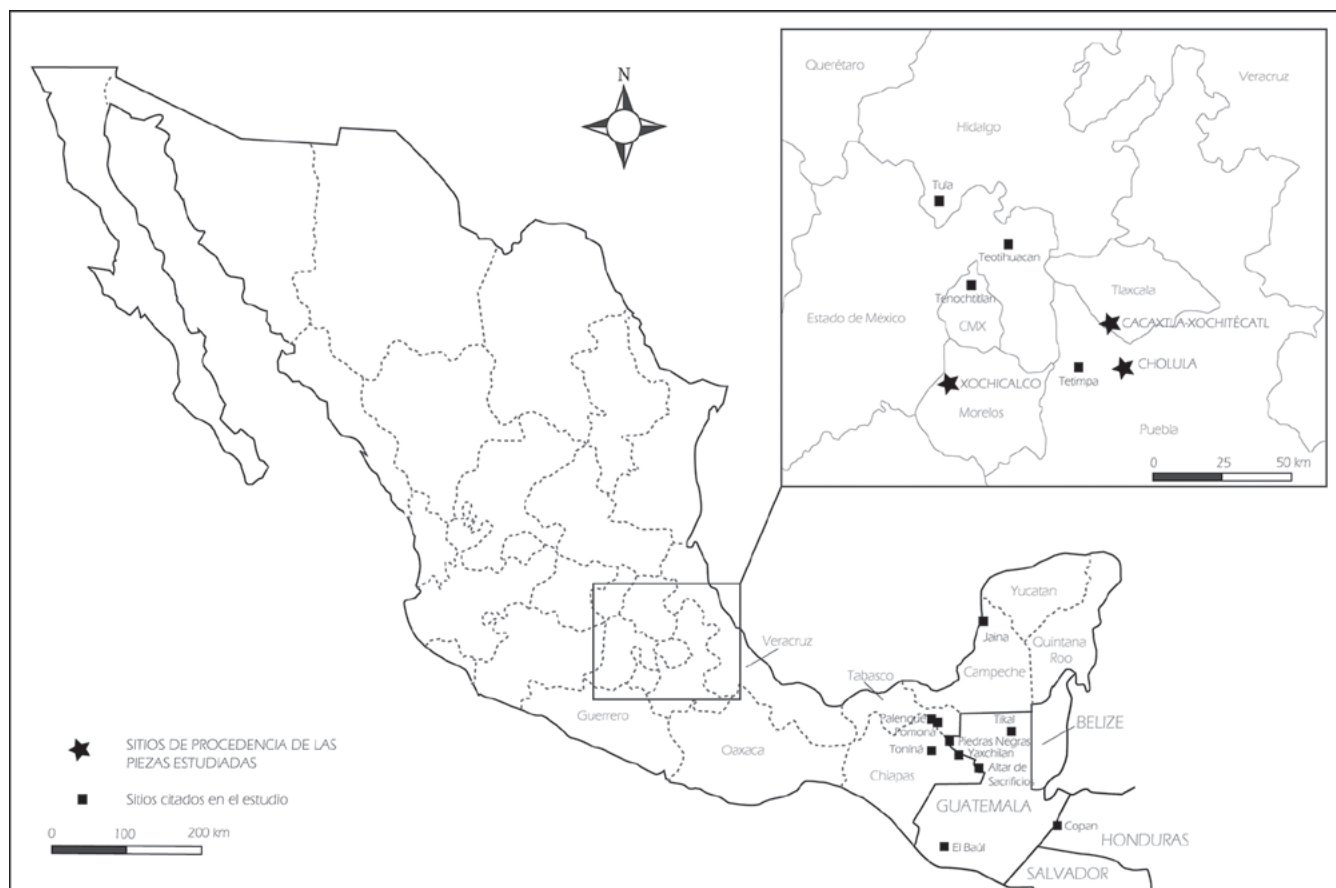 N
Querétaro
Veracruz
Hidalgo
Tula
Teotihuacan
Tenochtitlan
Tlaxcala
Estado de México
CMX
CACAXTLA-XOCHITÈCATL
CHOLULA
Tetimpa
XOCHICALCO
Morelos
Puebla
0 25 50 km
Yucatan
Jaina
Quintana
Roo
Campeche
Veracruz
Tabasco
Guerrero
Oaxaca
Palenque
Pomona
Toniná
Chiapas
Tikal
Piedras Negras
Yaxchilan
Altar de
Sacrificios
BELIZE
GUATEMALA
El Baúl
Copan
HONDURAS
SALVADOR
SITIOS DE PROCEDENCIA DE LAS
PIEZAS ESTUDIADAS
Sitios citados en el estudio
0 100 200 km